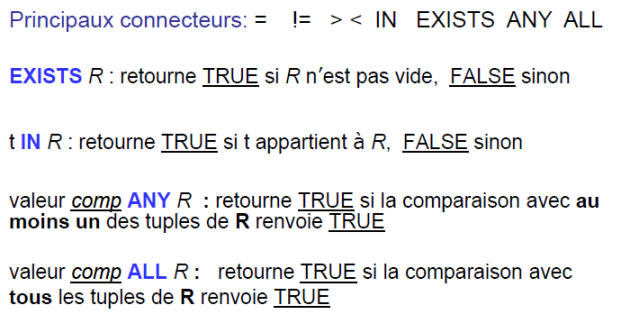 Principaux connecteurs: = != > < IN EXISTS ANY ALL
EXISTS R : retourne TRUE si R n'est pas vide, FALSE sinon
t IN R : retourne TRUE si t appartient à R, FALSE sinon
valeur comp ANY R : retourne TRUE si la comparaison avec au
moins un des tuples de R renvoie TRUE
valeur comp ALL R : retourne TRUE si la comparaison avec
tous les tuples de R renvoie TRUE